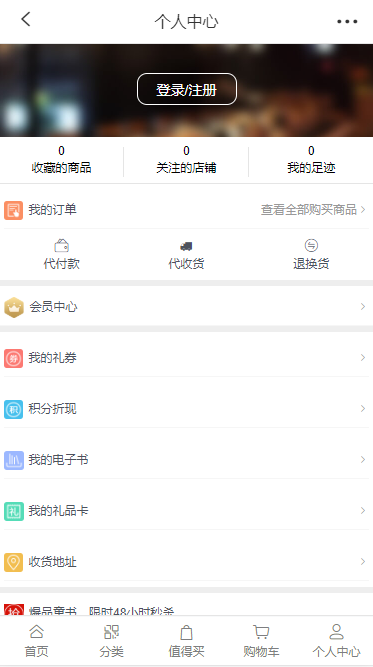 个人中心
登录/注册
0 0 0
收藏的商品 关注的店铺 我的足迹
我的订单 查看全部购买商品
代付款 代收货 退换货
会员中心
券 我的礼券
积 积分折现
我的电子书
礼 我的礼品卡
收货地址
抢 爆品童书，限时48小时秒杀
首页 分类 值得买 购物车 个人中心